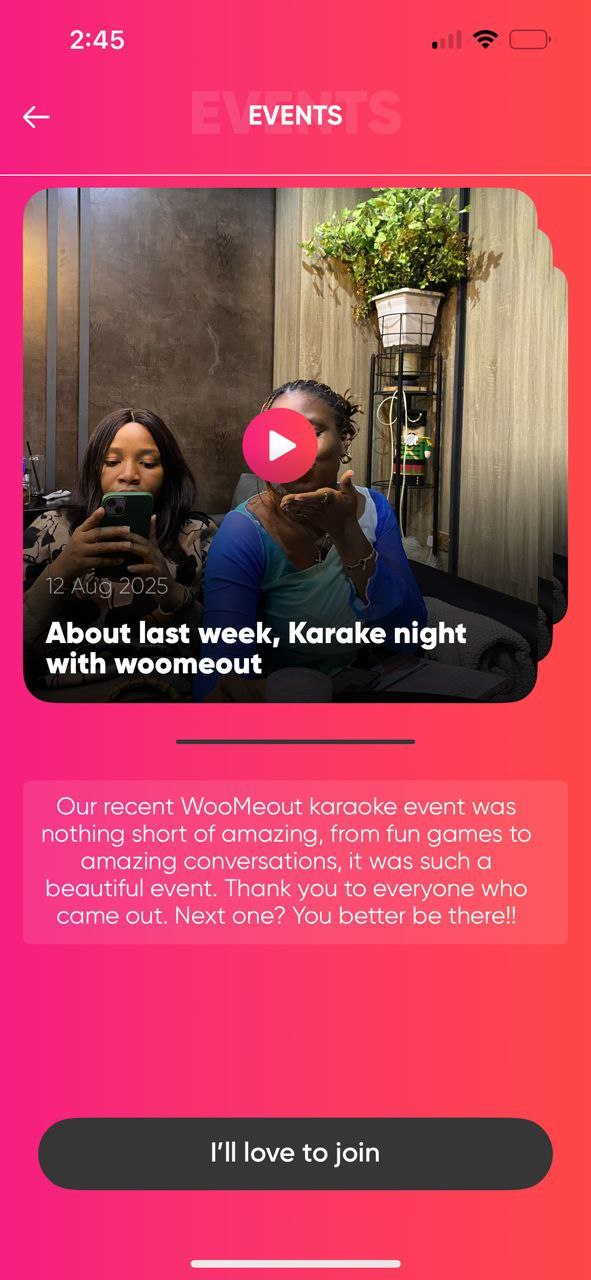 2:45
EVENTS
EVENTS
12 Aug 2025
About last week, Karake night
with woomeout
Our recent WooMeout karaoke event was
nothing short of amazing, from fun games to
amazing conversations, it was such a
beautiful event. Thank you to everyone who
came out. Next one? You better be there!!
I'll love to join